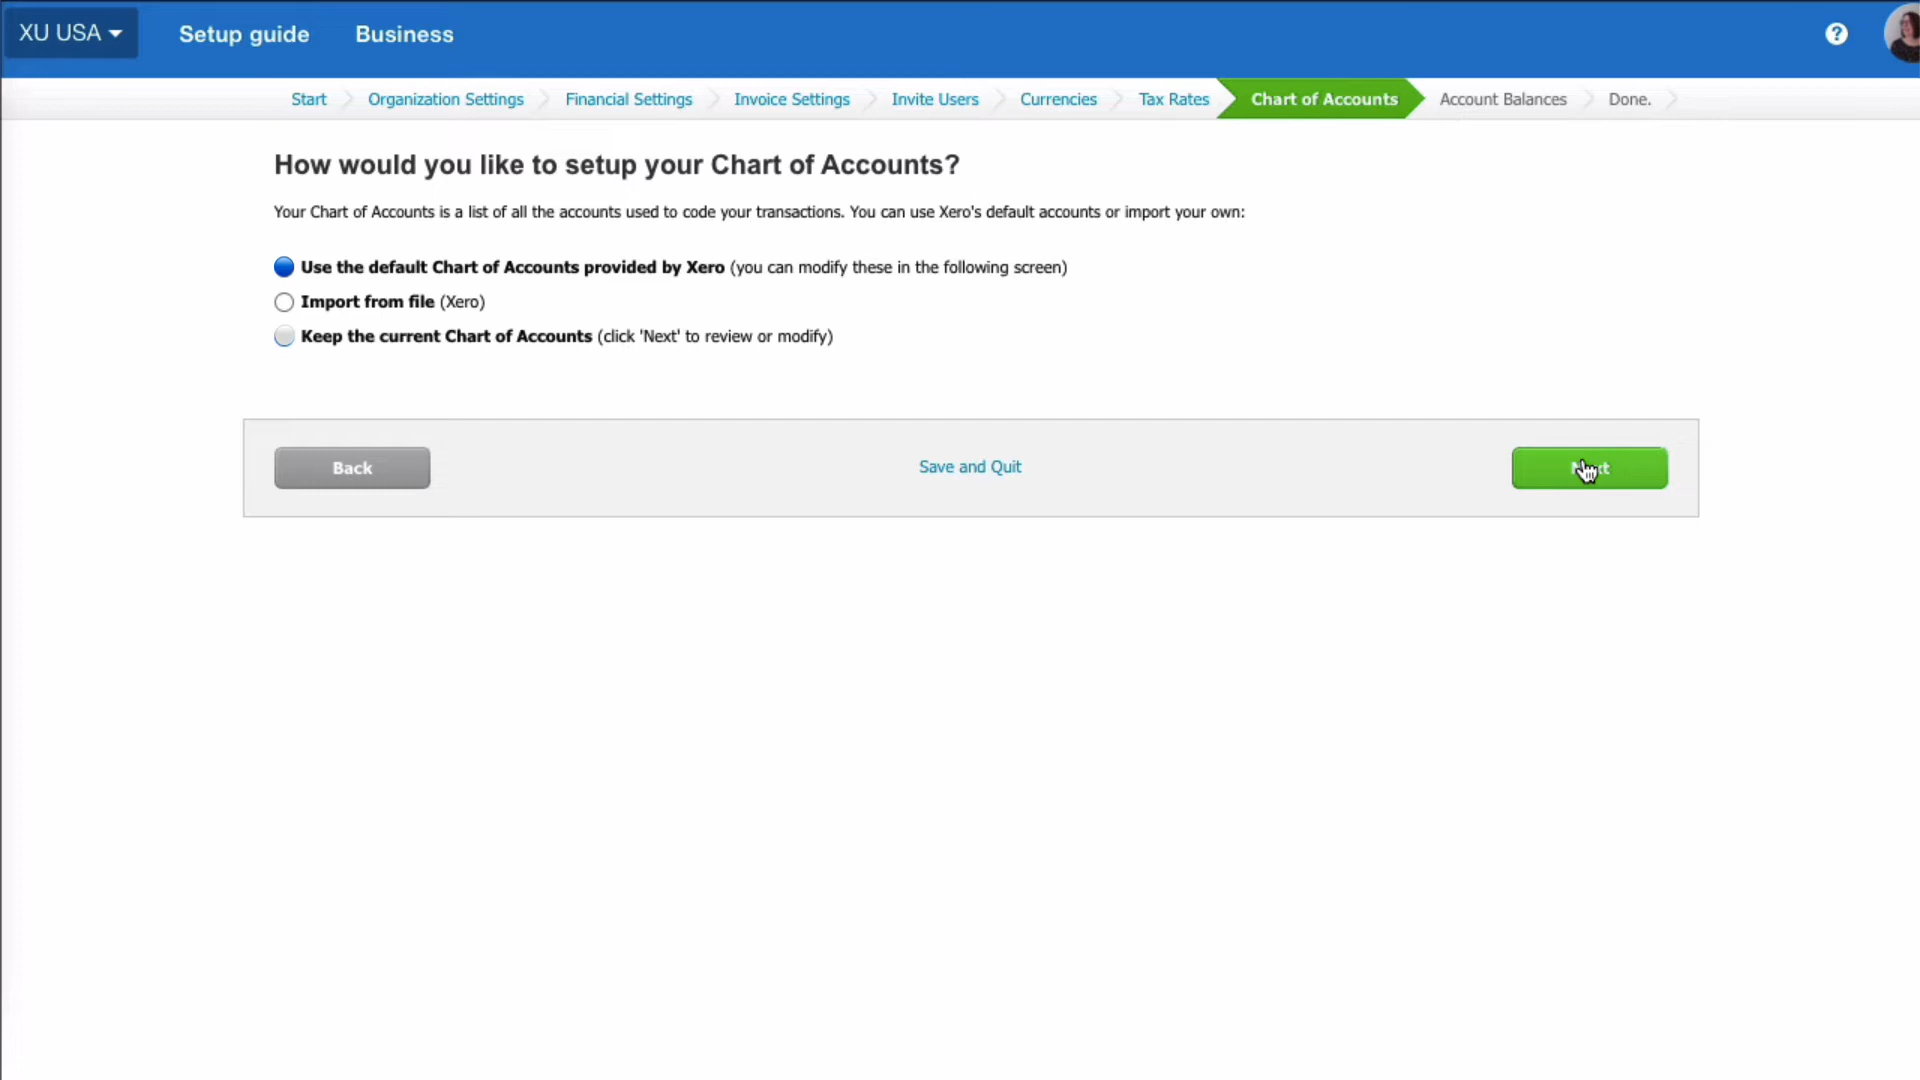 XU USA
Setup guide
Business
Start
Organization Settings
Financial Settings
Invoice Settings
Invite Users
Currencies
Tax Rates
Chart of Accounts
Account Balances
Done.
How would you like to setup your Chart of Accounts?
Your Chart of Accounts is a list of all the accounts used to code your transactions. You can use Xero's default accounts or import your own:
Use the default Chart of Accounts provided by Xero (you can modify these in the following screen)
Import from file (Xero)
Keep the current Chart of Accounts (click 'Next' to review or modify)
Back
Save and Quit
Next